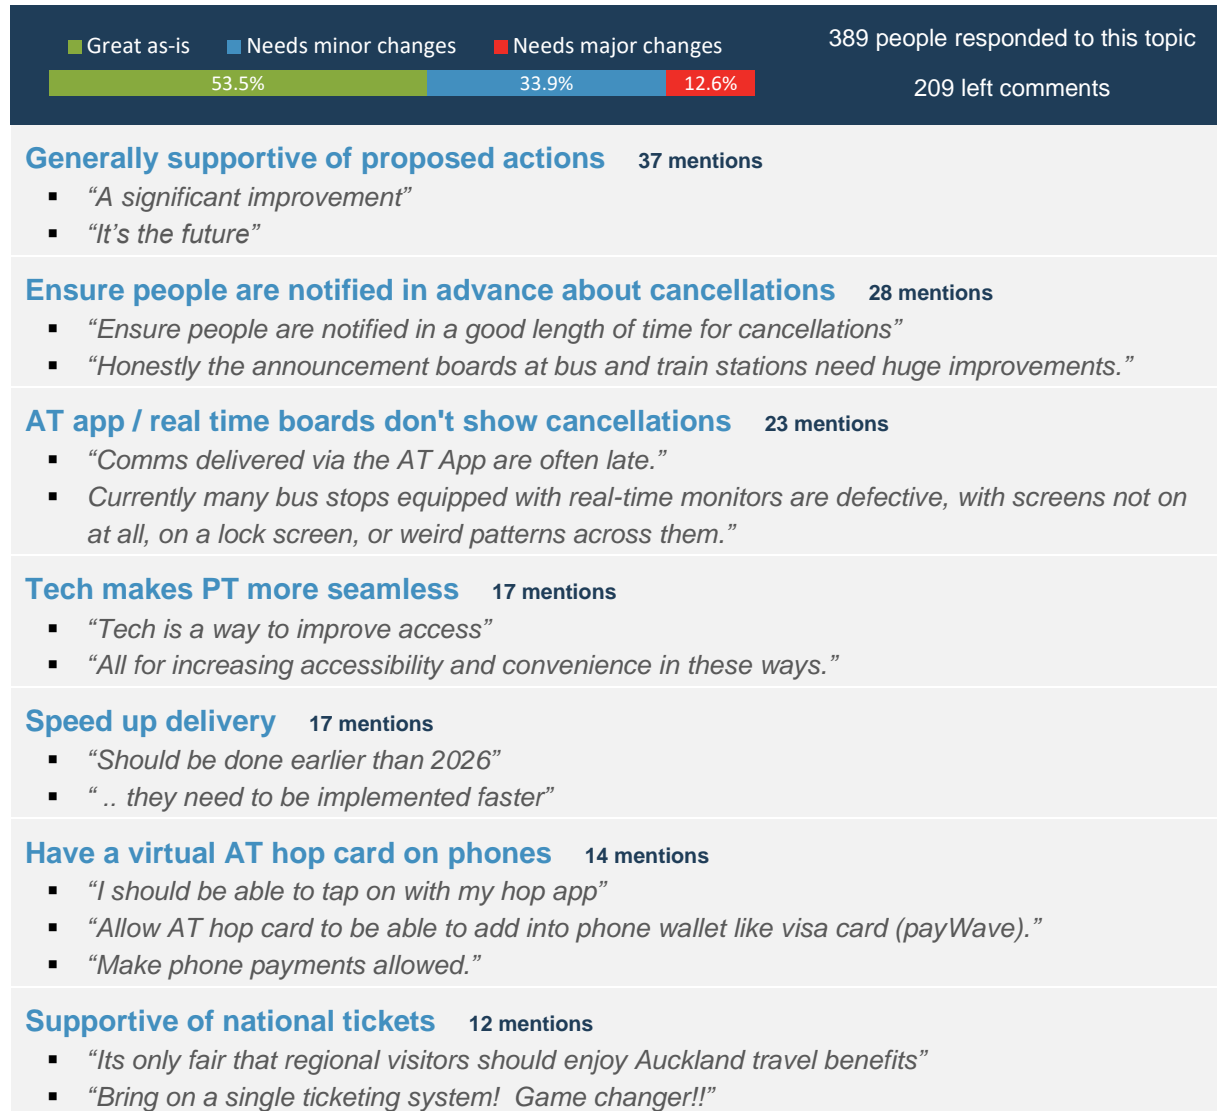 Great as-is Needs minor changes Needs major changes
389 people responded to this topic
53.5% 33.9% 12.6%
209 left comments
Generally supportive of proposed actions 37 mentions
▪ “A significant improvement”
▪ “It’s the future”
Ensure people are notified in advance about cancellations 28 mentions
▪ “Ensure people are notified in a good length of time for cancellations”
▪ “Honestly the announcement boards at bus and train stations need huge improvements.”
AT app / real time boards don't show cancellations 23 mentions
▪ “Comms delivered via the AT App are often late.”
▪ Currently many bus stops equipped with real-time monitors are defective, with screens not on
at all, on a lock screen, or weird patterns across them.”
Tech makes PT more seamless 17 mentions
▪ “Tech is a way to improve access”
▪ “All for increasing accessibility and convenience in these ways.”
Speed up delivery 17 mentions
▪ “Should be done earlier than 2026”
▪ “ .. they need to be implemented faster”
Have a virtual AT hop card on phones 14 mentions
▪ “I should be able to tap on with my hop app”
▪ “Allow AT hop card to be able to add into phone wallet like visa card (payWave).”
▪ “Make phone payments allowed.”
Supportive of national tickets 12 mentions
▪ “Its only fair that regional visitors should enjoy Auckland travel benefits”
▪ “Bring on a single ticketing system! Game changer!!”